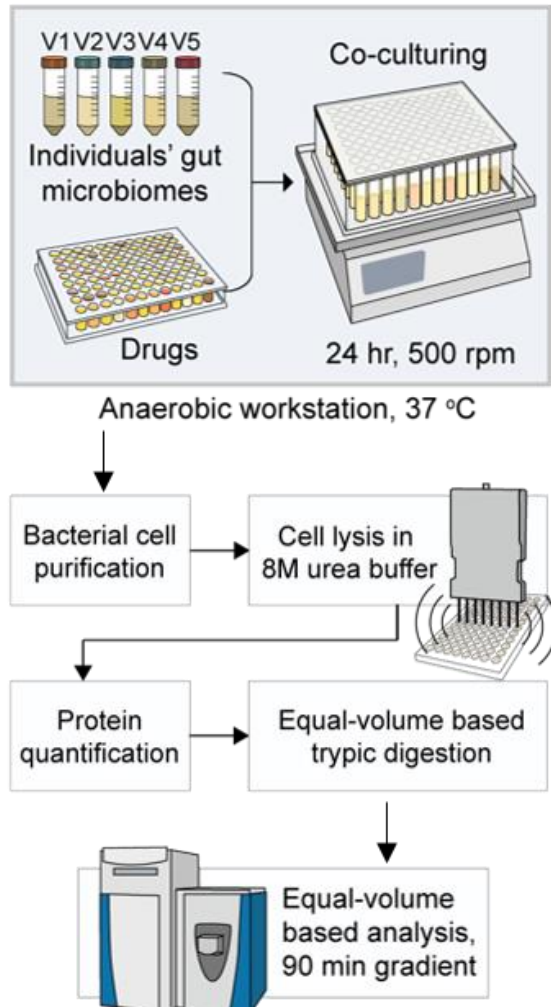 V1 V2 V3 V4 V5
Individuals' gut
microbiomes
Drugs
Co-culturing
24 hr, 500 rpm
Anaerobic workstation, 37 °C
Bacterial cell
purification
Cell lysis in
8M urea buffer
Protein
quantification
Equal-volume based
trypic digestion
Equal-volume
based analysis,
90 min gradient